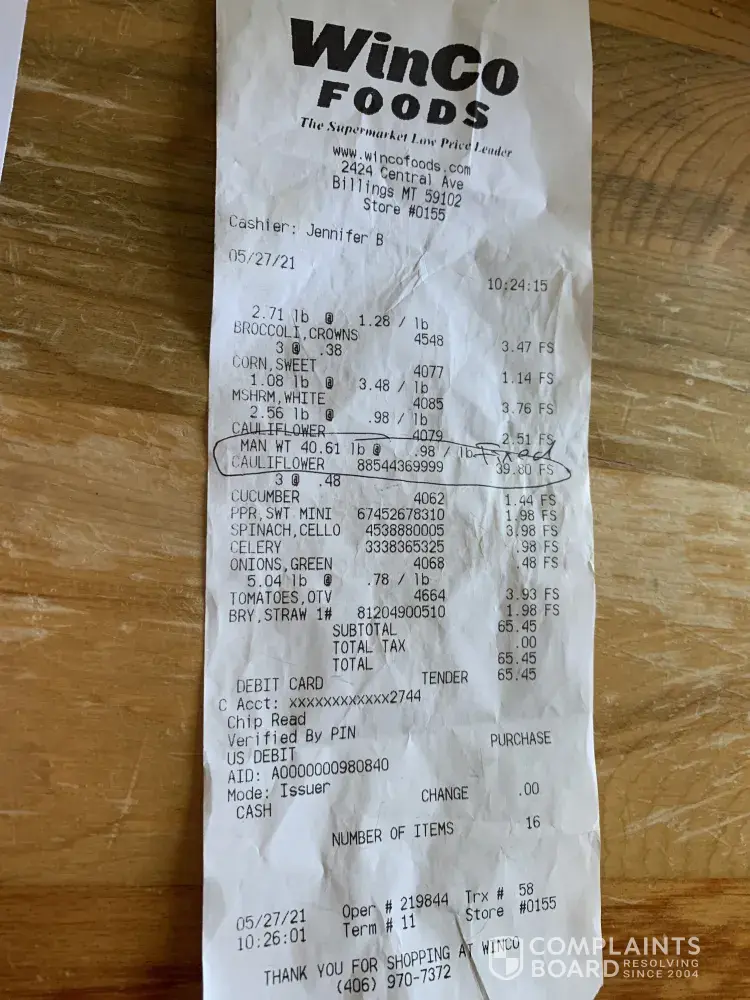 WinCo
FOODS
The Supermarket Low Price Leader
www.wincofoods.com
2424 Central Ave
Billings MT 59102
Store #0155
Cashier: Jennifer B
05/27/21
10:24:15
2.71 lb @ 1.28 / lb
BROCCOLI,CROWNS 4548 3.47 FS
3 @ .38
CORN,SWEET 4077 1.14 FS
1.08 lb @ 3.48 / lb
MSHRM,WHITE 4085 3.76 FS
2.56 lb @ .98 / lb
CAULIFLOWER 4079 2.51 FS
MAN WT 40.61 lb @ .98 / lb Fixed
CAULIFLOWER 88544369999 39.80 FS
3 @ .48
CUCUMBER 4062 1.44 FS
PPR,SWT MINI 67452678310 1.98 FS
SPINACH,CELLO 4538880005 3.98 FS
CELERY 3338365325 .98 FS
ONIONS,GREEN 4068 .48 FS
5.04 lb @ .78 / lb
TOMATOES,OTV 4664 3.93 FS
BRY,STRAW 1# 81204900510 1.98 FS
SUBTOTAL 65.45
TOTAL TAX .00
TOTAL 65.45
DEBIT CARD TENDER 65.45
C Acct: xxxxxxxxxxxx2744
Chip Read
Verified By PIN
US DEBIT PURCHASE
AID: A0000000980840
Mode: Issuer
CASH CHANGE .00
NUMBER OF ITEMS 16
05/27/21 Oper # 219844 Trx # 58
10:26:01 Term # 11 Store #0155
THANK YOU FOR SHOPPING AT WINCO
(406) 970-7372
COMPLAINTS
BOARD RESOLVING SINCE 2004